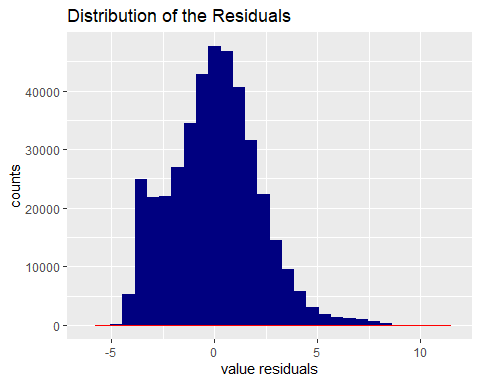 Distribution of the Residuals
counts
40000
30000
20000
10000
0
-5 0 5 10
value residuals